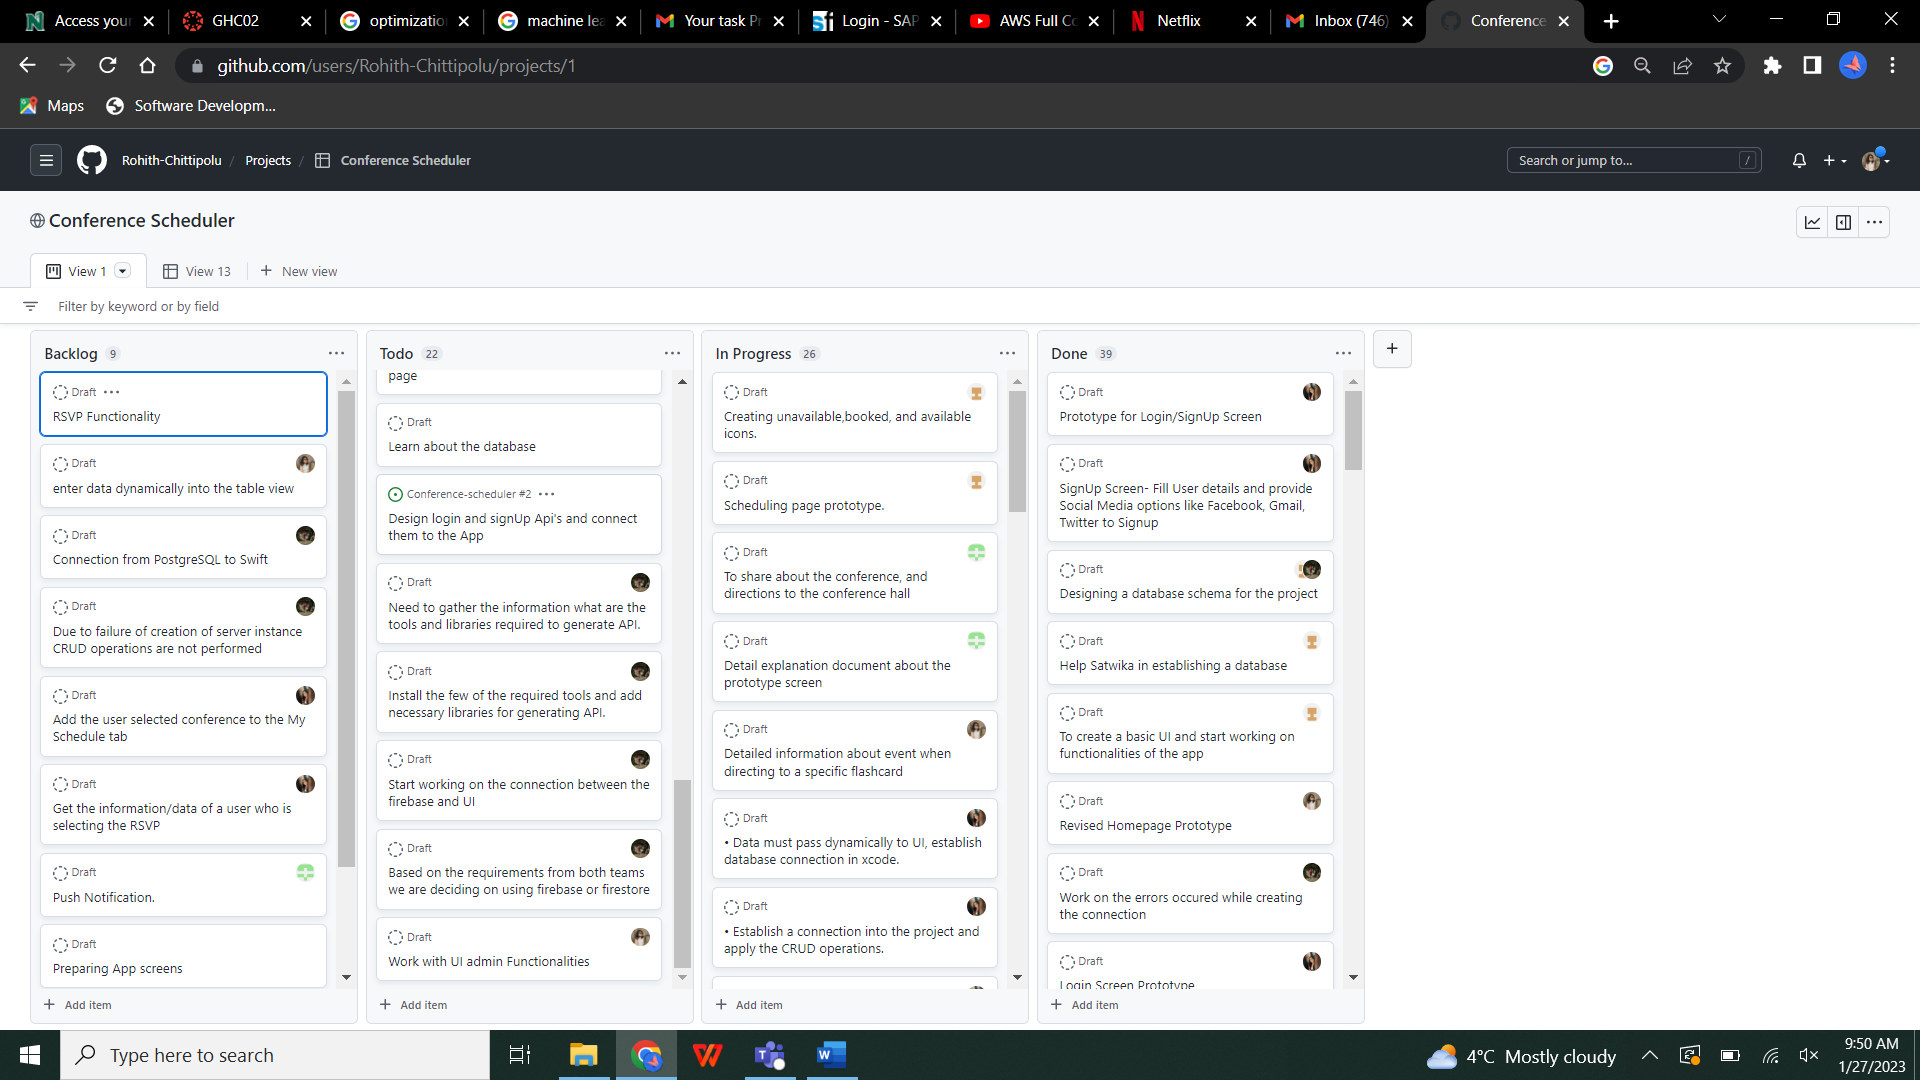 Access your
GHC02
optimizatio
machine lea
Your task Pr
Login - SAP
AWS Full Co
Netflix
Inbox (746)
Conference
github.com/users/Rohith-Chittipolu/projects/1
Maps
Software Developm...
Rohith-Chittipolu / Projects / Conference Scheduler
Search or jump to... /
Conference Scheduler
View 1
View 13
New view
Filter by keyword or by field
Backlog 9
Draft
RSVP Functionality
Draft
enter data dynamically into the table view
Draft
Connection from PostgreSQL to Swift
Draft
Due to failure of creation of server instance
CRUD operations are not performed
Draft
Add the user selected conference to the My
Schedule tab
Draft
Get the information/data of a user who is
selecting the RSVP
Draft
Push Notification.
Draft
Preparing App screens
Add item
Todo 22
page
Draft
Learn about the database
Conference-scheduler #2
Design login and signUp Api's and connect
them to the App
Draft
Need to gather the information what are the
tools and libraries required to generate API.
Draft
Install the few of the required tools and add
necessary libraries for generating API.
Draft
Start working on the connection between the
firebase and UI
Draft
Based on the requirements from both teams
we are deciding on using firebase or firestore
Draft
Work with UI admin Functionalities
Add item
In Progress 26
Draft
Creating unavailable,booked, and available
icons.
Draft
Scheduling page prototype.
Draft
To share about the conference, and
directions to the conference hall
Draft
Detail explanation document about the
prototype screen
Draft
Detailed information about event when
directing to a specific flashcard
Draft
• Data must pass dynamically to UI, establish
database connection in xcode.
Draft
• Establish a connection into the project and
apply the CRUD operations.
Add item
Done 39
Draft
Prototype for Login/SignUp Screen
Draft
SignUp Screen- Fill User details and provide
Social Media options like Facebook, Gmail,
Twitter to Signup
Draft
Designing a database schema for the project
Draft
Help Satwika in establishing a database
Draft
To create a basic UI and start working on
functionalities of the app
Draft
Revised Homepage Prototype
Draft
Work on the errors occured while creating
the connection
Draft
Login Screen Prototype
Add item
Type here to search
4°C Mostly cloudy
9:50 AM
1/27/2023